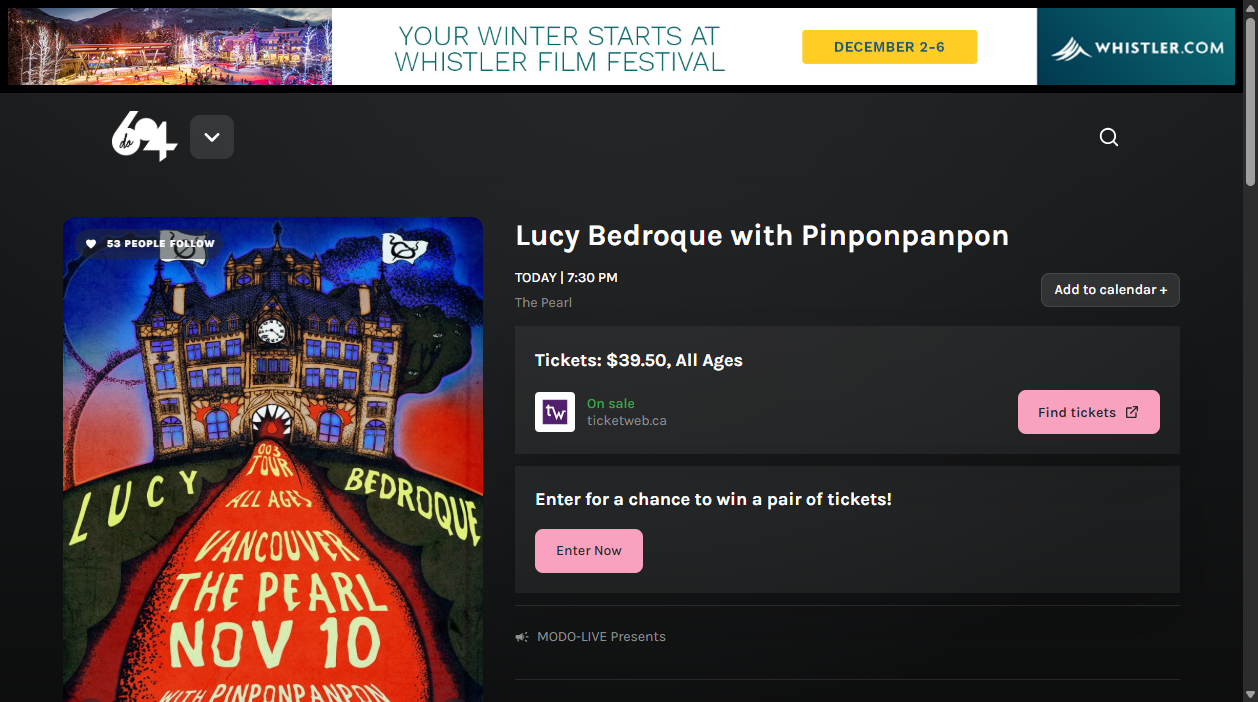 YOUR WINTER STARTS AT
WHISTLER FILM FESTIVAL
DECEMBER 2-6
WHISTLER.COM
do604
53 PEOPLE FOLLOW
003
TOUR
LUCY BEDROQUE
ALL AGES
VANCOUVER
THE PEARL
NOV 10
WITH PINPONPANPON
Lucy Bedroque with Pinponpanpon
TODAY | 7:30 PM
The Pearl
Add to calendar +
Tickets: $39.50, All Ages
tw
On sale
ticketweb.ca
Find tickets
Enter for a chance to win a pair of tickets!
Enter Now
MODO-LIVE Presents